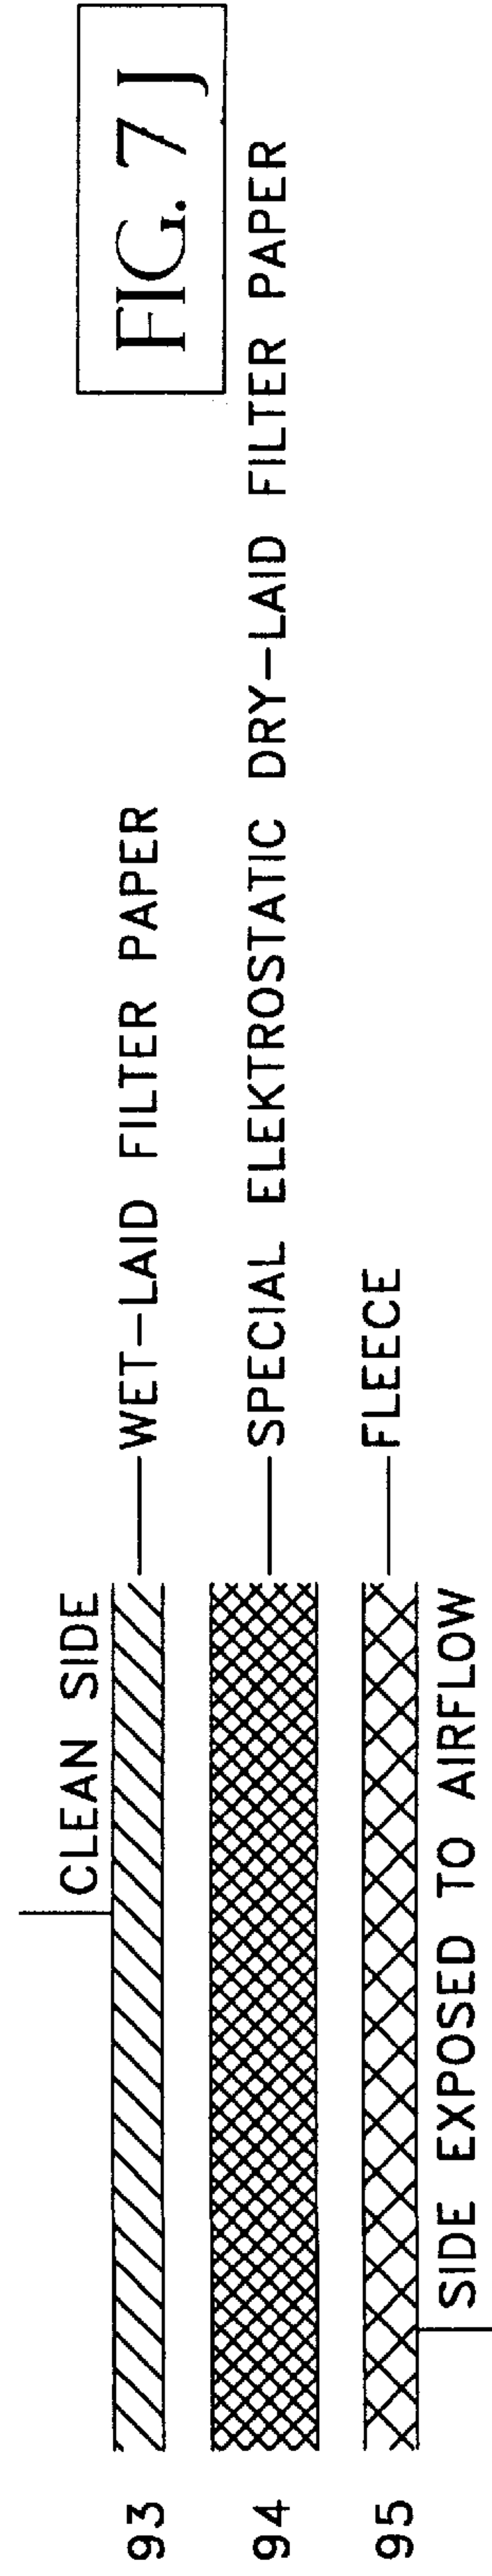 FIG. 7 J
CLEAN SIDE
93 WET-LAID FILTER PAPER
94 SPECIAL ELEKTROSTATIC DRY-LAID FILTER PAPER
95 FLEECE
SIDE EXPOSED TO AIRFLOW